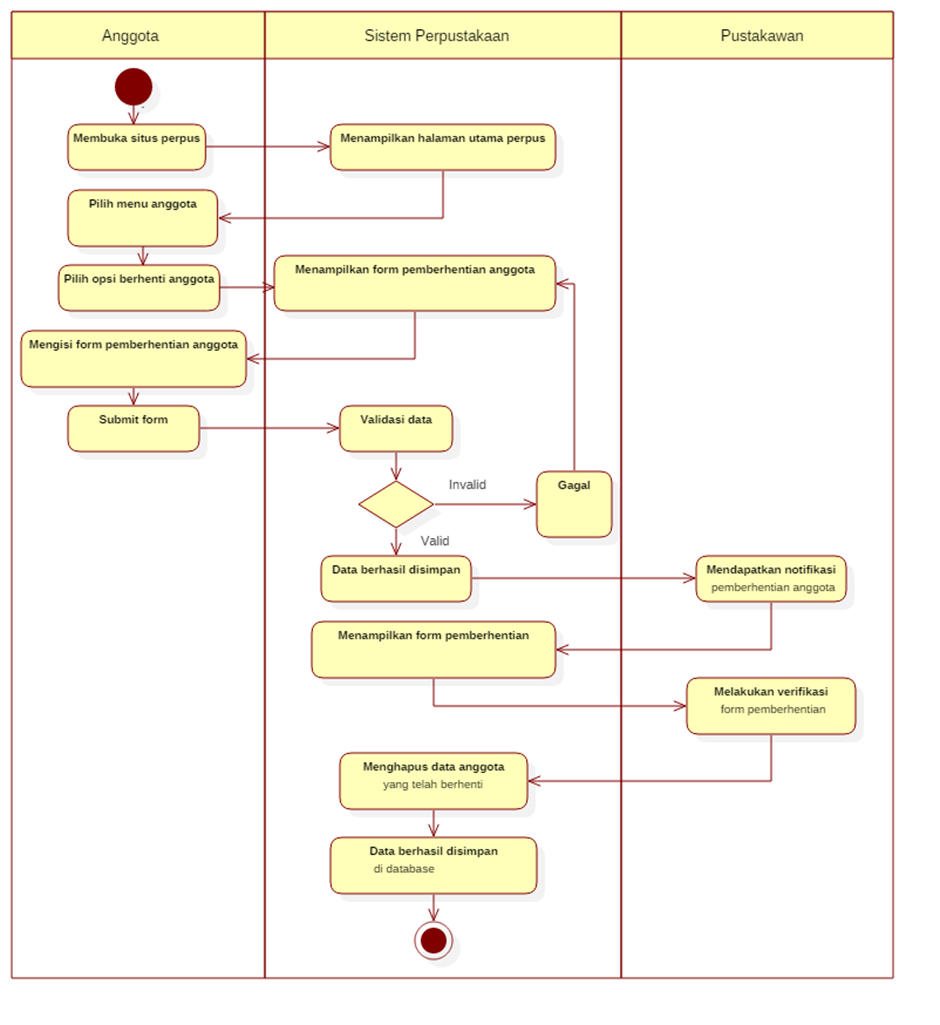 Anggota
Sistem Perpustakaan
Pustakawan
Membuka situs perpus
Menampilkan halaman utama perpus
Pilih menu anggota
Pilih opsi berhenti anggota
Menampilkan form pemberhentian anggota
Mengisi form pemberhentian anggota
Submit form
Validasi data
Invalid
Gagal
Valid
Data berhasil disimpan
Mendapatkan notifikasi
pemberhentian anggota
Menampilkan form pemberhentian
Melakukan verifikasi
form pemberhentian
Menghapus data anggota
yang telah berhenti
Data berhasil disimpan
di database